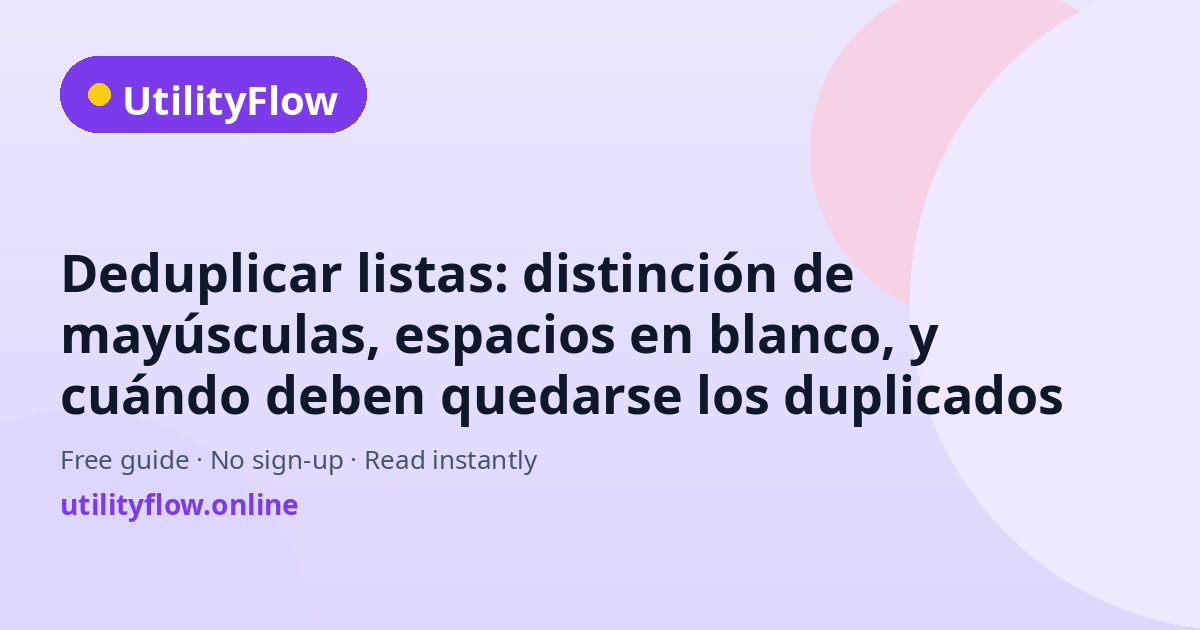 UtilityFlow
Deduplicar listas: distinción de
mayúsculas, espacios en blanco, y
cuándo deben quedarse los duplicados
Free guide · No sign-up · Read instantly
utilityflow.online